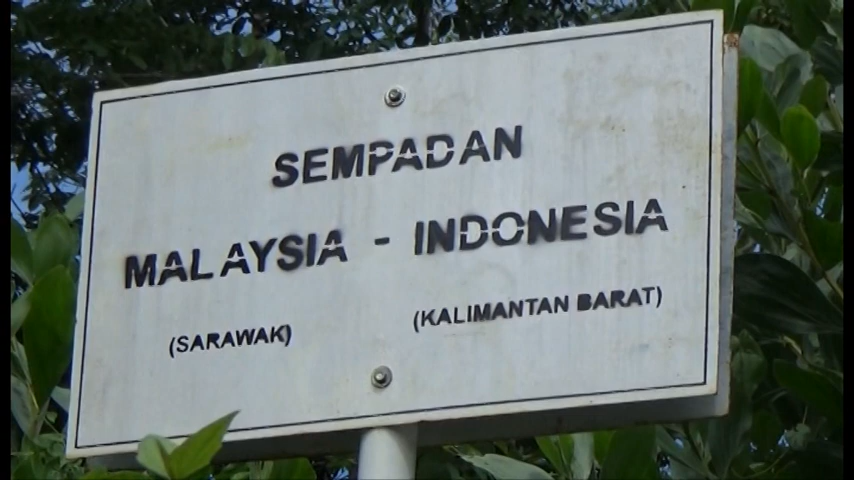 SEMPADAN
MALAYSIA - INDONESIA
(SARAWAK) (KALIMANTAN BARAT)